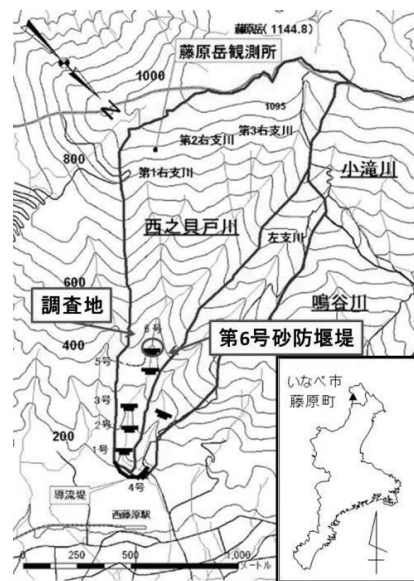 藤原岳(1144.8)
藤原岳観測所
1000
1095
第3右支川
第2右支川
小滝川
800
第1右支川
西之貝戸川
左支川
600
鳴谷川
調査地
6号
第6号砂防堰堤
400
5号
いなべ市
藤原町
3号
2号
200
1号
4号
導流堤
西藤原駅
0
250
500
1,000
メートル
N